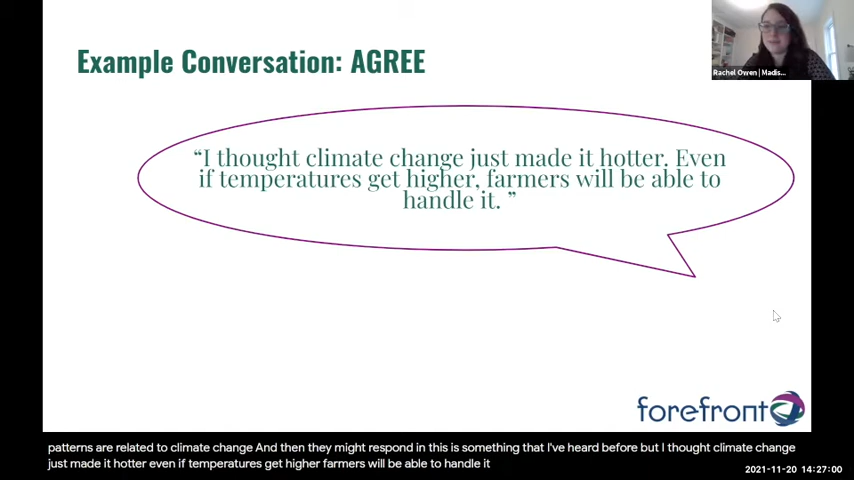 Example Conversation: AGREE
Rachel Owen | Madis...
“I thought climate change just made it hotter. Even
if temperatures get higher, farmers will be able to
handle it. ”
forefront
patterns are related to climate change And then they might respond in this is something that I've heard before but I thought climate change
just made it hotter even if temperatures get higher farmers will be able to handle it
2021-11-20 14:27:00